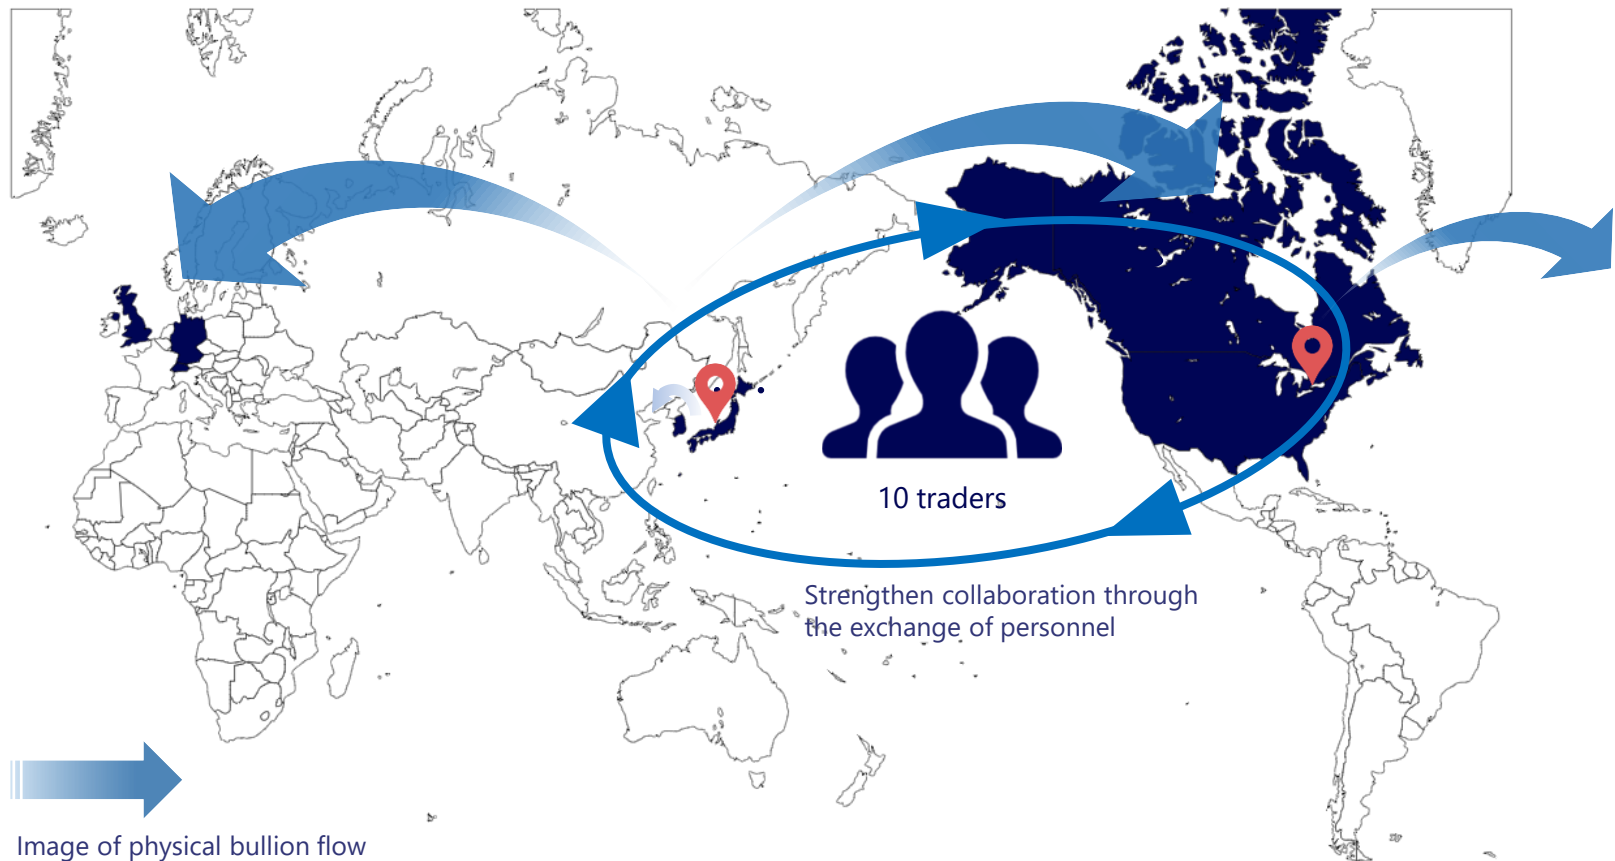 10 traders
Strengthen collaboration through
the exchange of personnel
Image of physical bullion flow